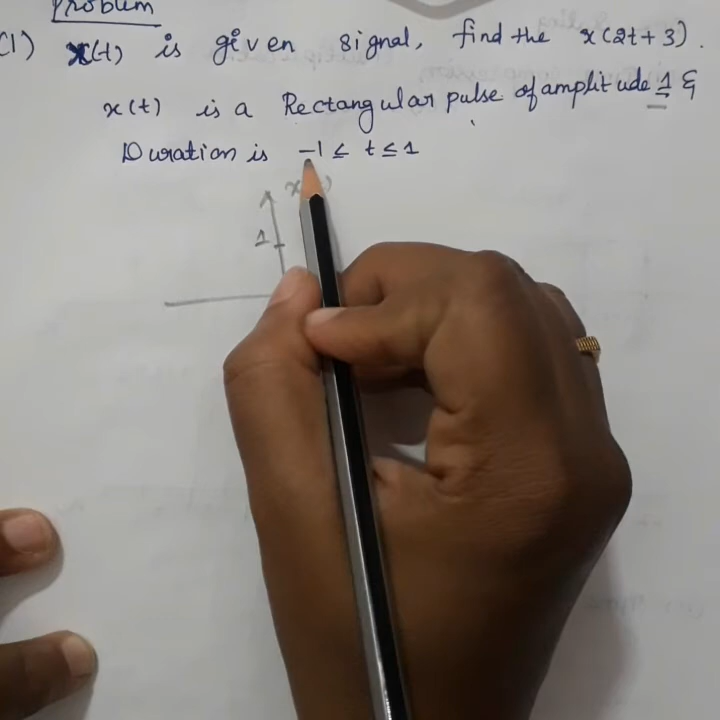 Problem
(1) x(t) is given signal, find the x(2t+3).
x(t) is a Rectangular pulse of amplitude 1 &
Duration is -1 ≤ t ≤ 1
1